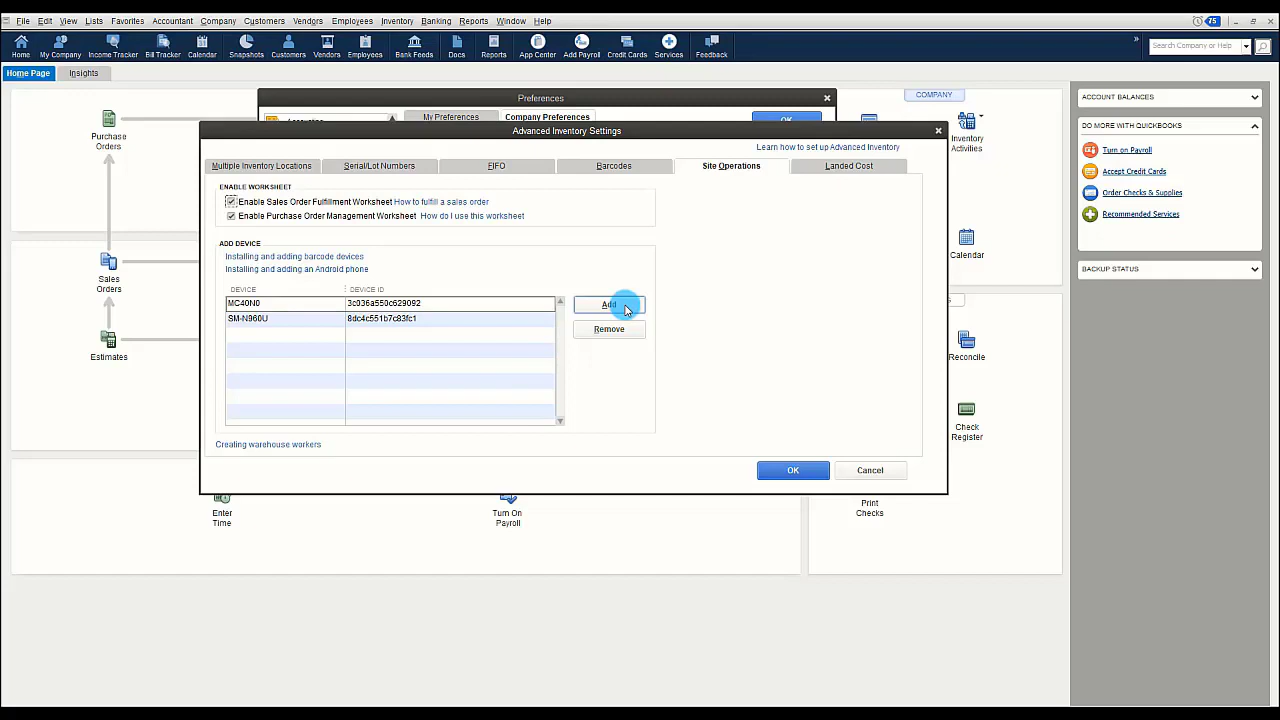 File Edit View Lists Favorites Accountant Company Customers Vendors Employees Inventory Banking Reports Window Help
75
Home My Company Income Tracker Bill Tracker Calendar Snapshots Customers Vendors Employees Bank Feeds Docs Reports App Center Add Payroll Credit Cards Services Feedback
Search Company or Help
Home Page Insights
Preferences
My Preferences Company Preferences
OK
Advanced Inventory Settings
Learn how to set up Advanced Inventory
Multiple Inventory Locations Serial/Lot Numbers FIFO Barcodes Site Operations Landed Cost
ENABLE WORKSHEET
Enable Sales Order Fulfillment Worksheet How to fulfill a sales order
Enable Purchase Order Management Worksheet How do I use this worksheet
ADD DEVICE
Installing and adding barcode devices
Installing and adding an Android phone
DEVICE DEVICE ID
MC40N0 3c036a550c629092
SM-N960U 8dc4c551b7c83fc1
Add
Remove
Creating warehouse workers
OK Cancel
Purchase
Orders
Sales
Orders
Estimates
Enter
Time
Turn On
Payroll
COMPANY
Inventory
Activities
Calendar
Reconcile
Check
Register
Print
Checks
ACCOUNT BALANCES
DO MORE WITH QUICKBOOKS
Turn on Payroll
Accept Credit Cards
Order Checks & Supplies
Recommended Services
BACKUP STATUS